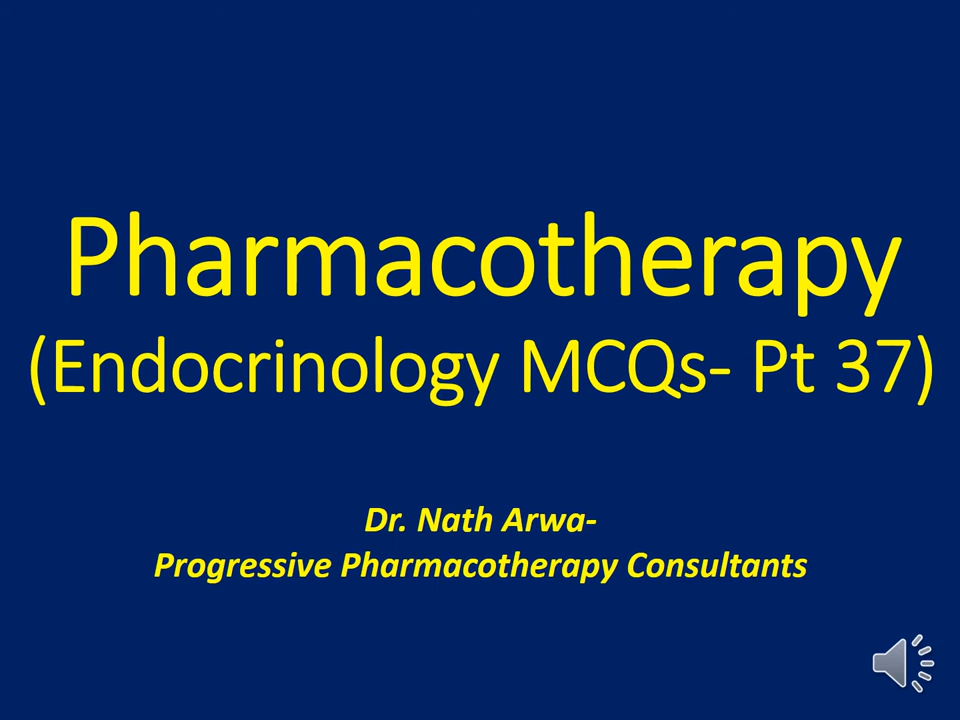 Pharmacotherapy
(Endocrinology MCQs- Pt 37)
Dr. Nath Arwa-
Progressive Pharmacotherapy Consultants